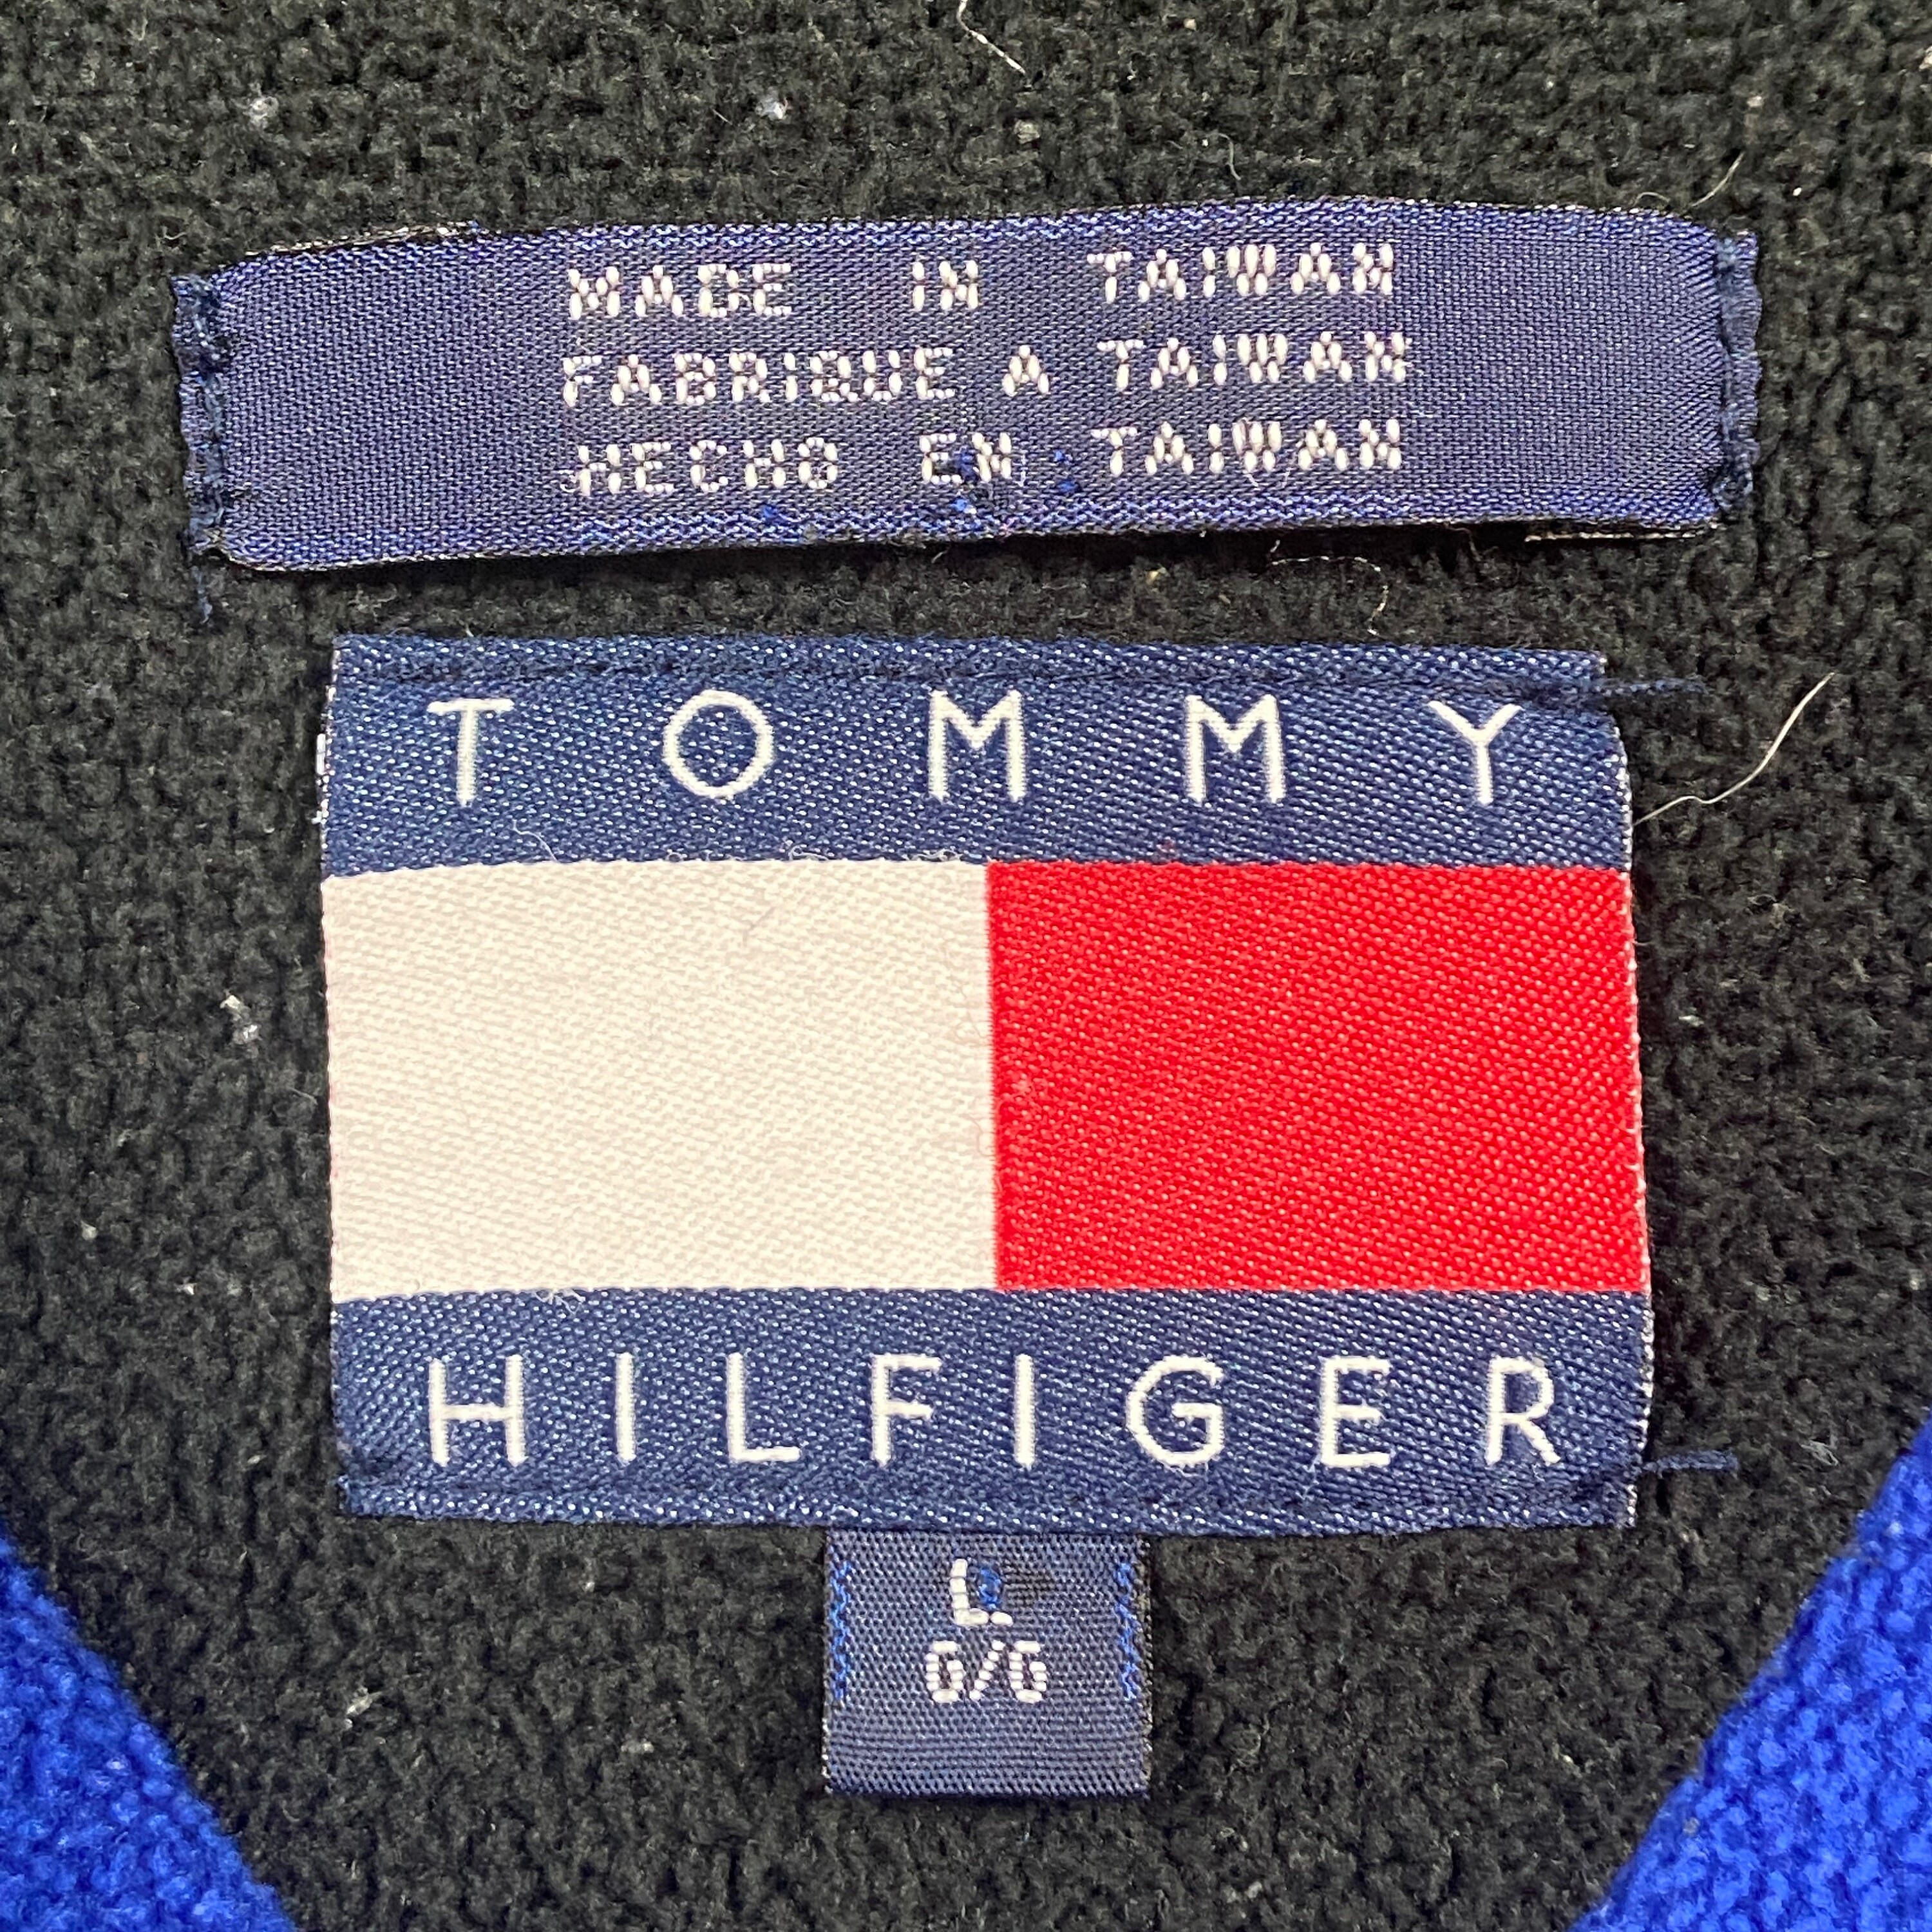 MADE IN TAIWAN
FABRIQUE A TAIWAN
HECHO EN TAIWAN
TOMMY
HILFIGER
L
G/G